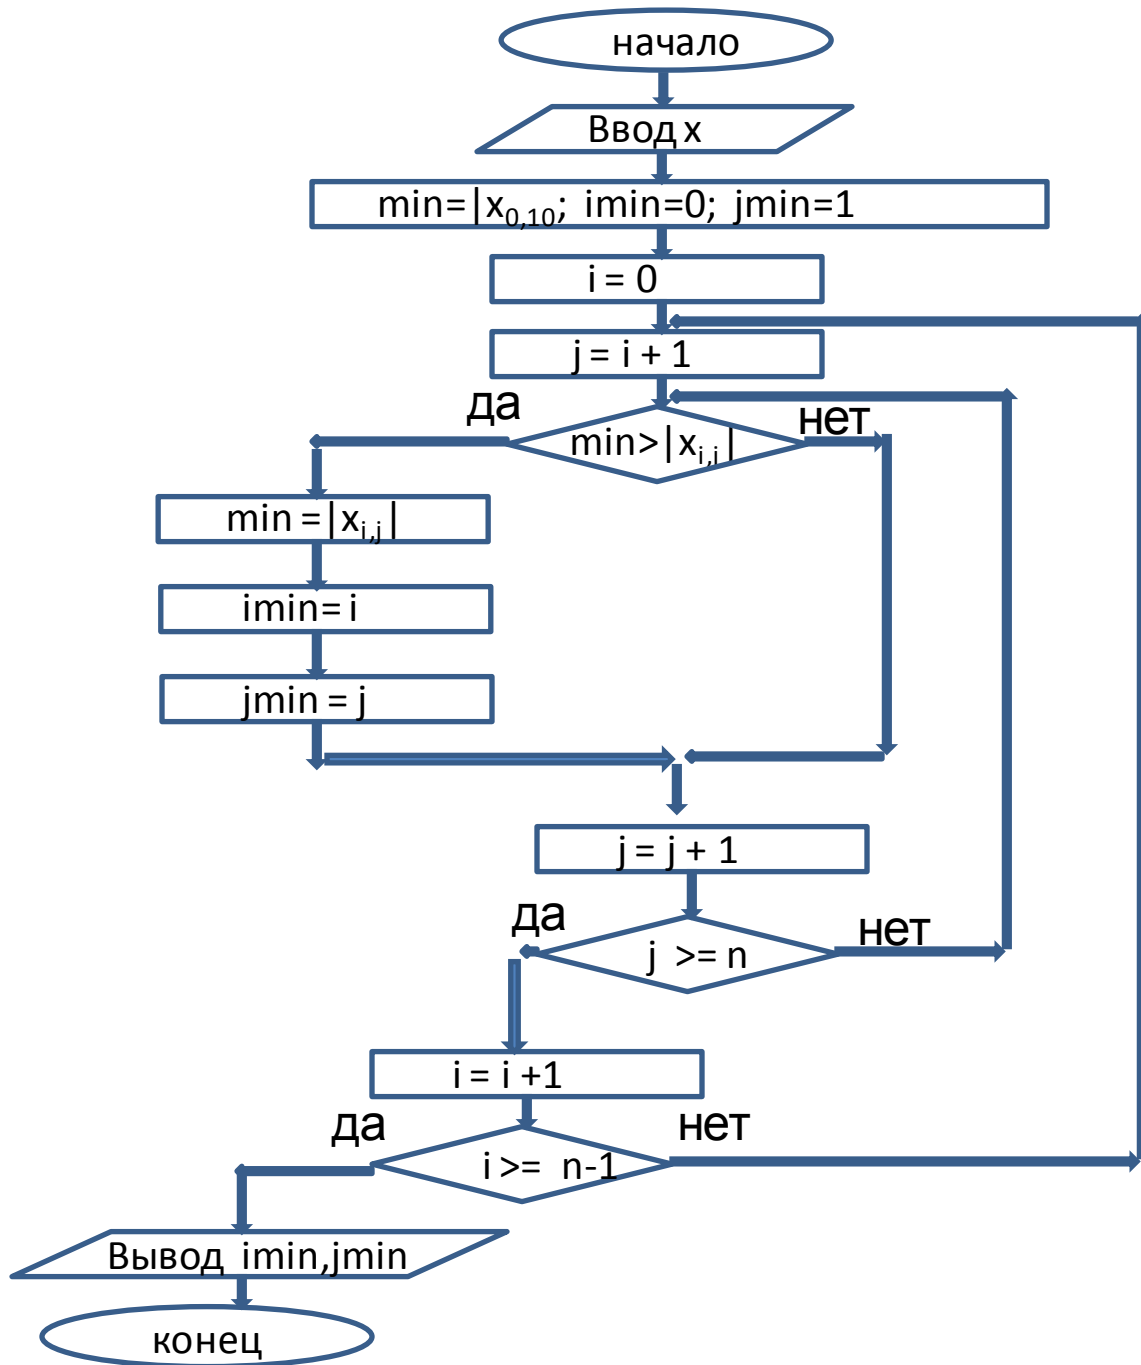 начало
Ввод x
min=|x0,10; imin=0; jmin=1
i = 0
j = i + 1
да
нет
min>|xi,j|
min =|xi,j|
imin= i
jmin = j
j = j + 1
да
нет
j >= n
i = i +1
да
нет
i >= n-1
Вывод imin,jmin
конец